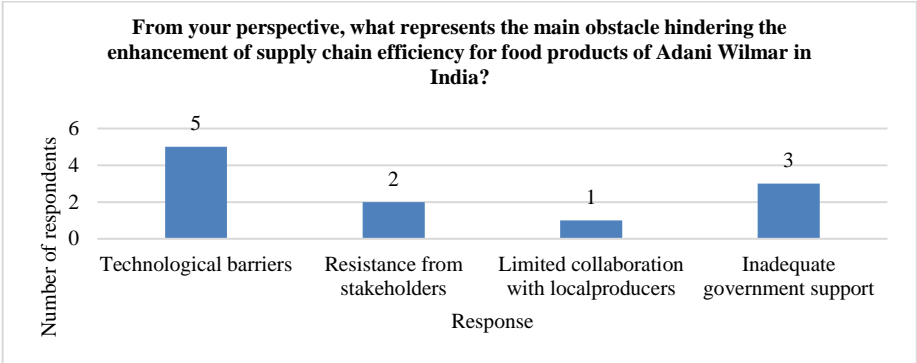 From your perspective, what represents the main obstacle hindering the
enhancement of supply chain efficiency for food products of Adani Wilmar in
India?
Number of respondents
6
4
2
0
5
2
1
3
Technological barriers
Resistance from
stakeholders
Limited collaboration
with localproducers
Inadequate
government support
Response